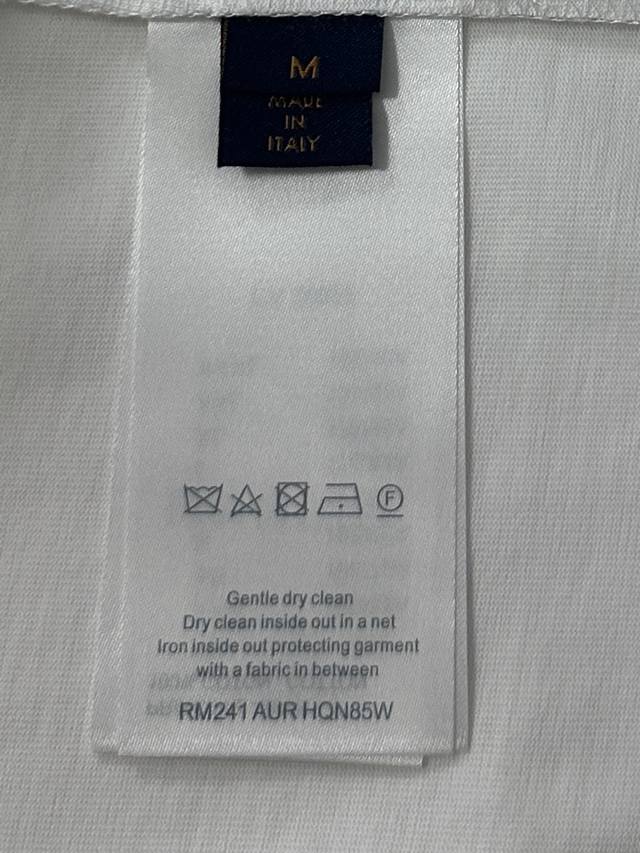 M
MADE
IN
ITALY
F
Gentle dry clean
Dry clean inside out in a net
Iron inside out protecting garment
with a fabric in between
RM241 AUR HQN85W